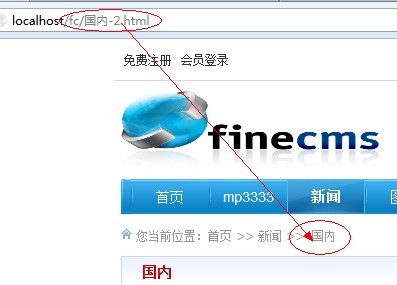 localhost/fc/国内-2.html
免费注册 会员登录
finecms
首页 mp3333 新闻
您当前位置：首页 >> 新闻 >> 国内
国内